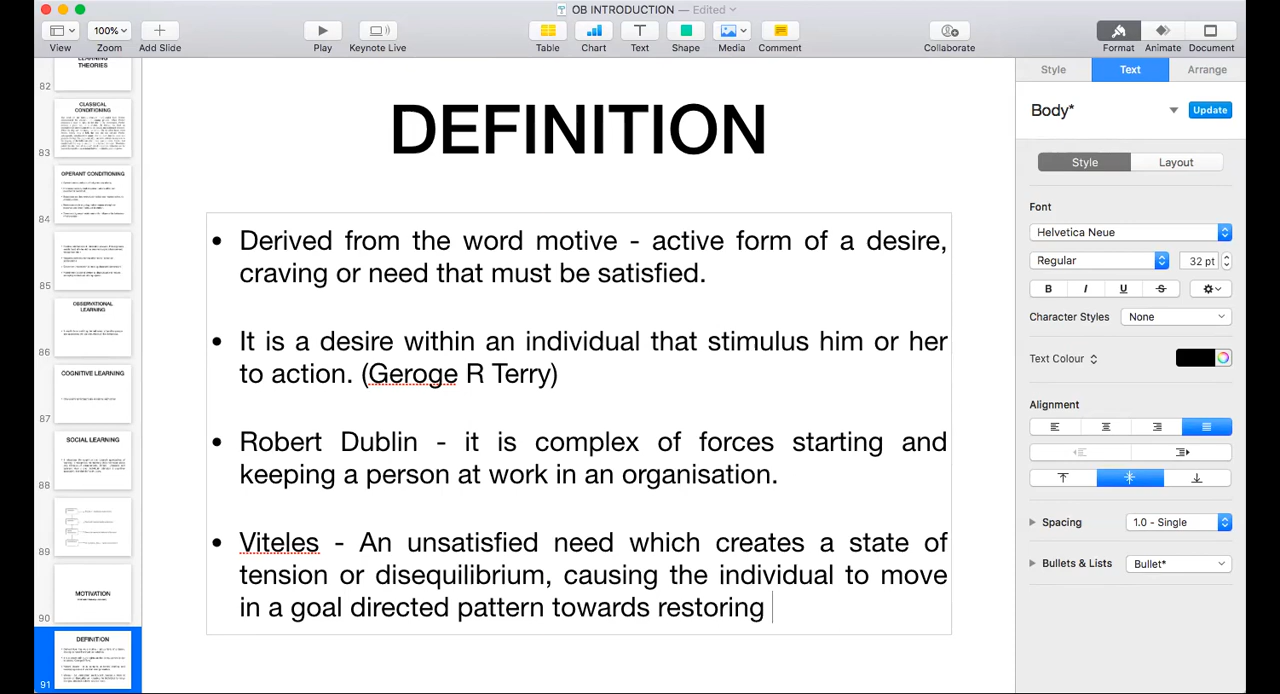 OB INTRODUCTION — Edited
100%
View
Zoom
Add Slide
Play
Keynote Live
Table
Chart
Text
Shape
Media
Comment
Collaborate
Format
Animate
Document
THEORIES
82
CLASSICAL
CONDITIONING
83
OPERANT CONDITIONING
84
85
OBSERVATIONAL
LEARNING
86
COGNITIVE LEARNING
87
SOCIAL LEARNING
88
89
MOTIVATION
90
DEFINITION
91
DEFINITION
• Derived from the word motive - active form of a desire,
craving or need that must be satisfied.
• It is a desire within an individual that stimulus him or her
to action. (Geroge R Terry)
• Robert Dublin - it is complex of forces starting and
keeping a person at work in an organisation.
• Viteles - An unsatisfied need which creates a state of
tension or disequilibrium, causing the individual to move
in a goal directed pattern towards restoring
Style
Text
Arrange
Body*
Update
Style
Layout
Font
Helvetica Neue
Regular
32 pt
B I U S
Character Styles
None
Text Colour
Alignment
Spacing
1.0 - Single
Bullets & Lists
Bullet*